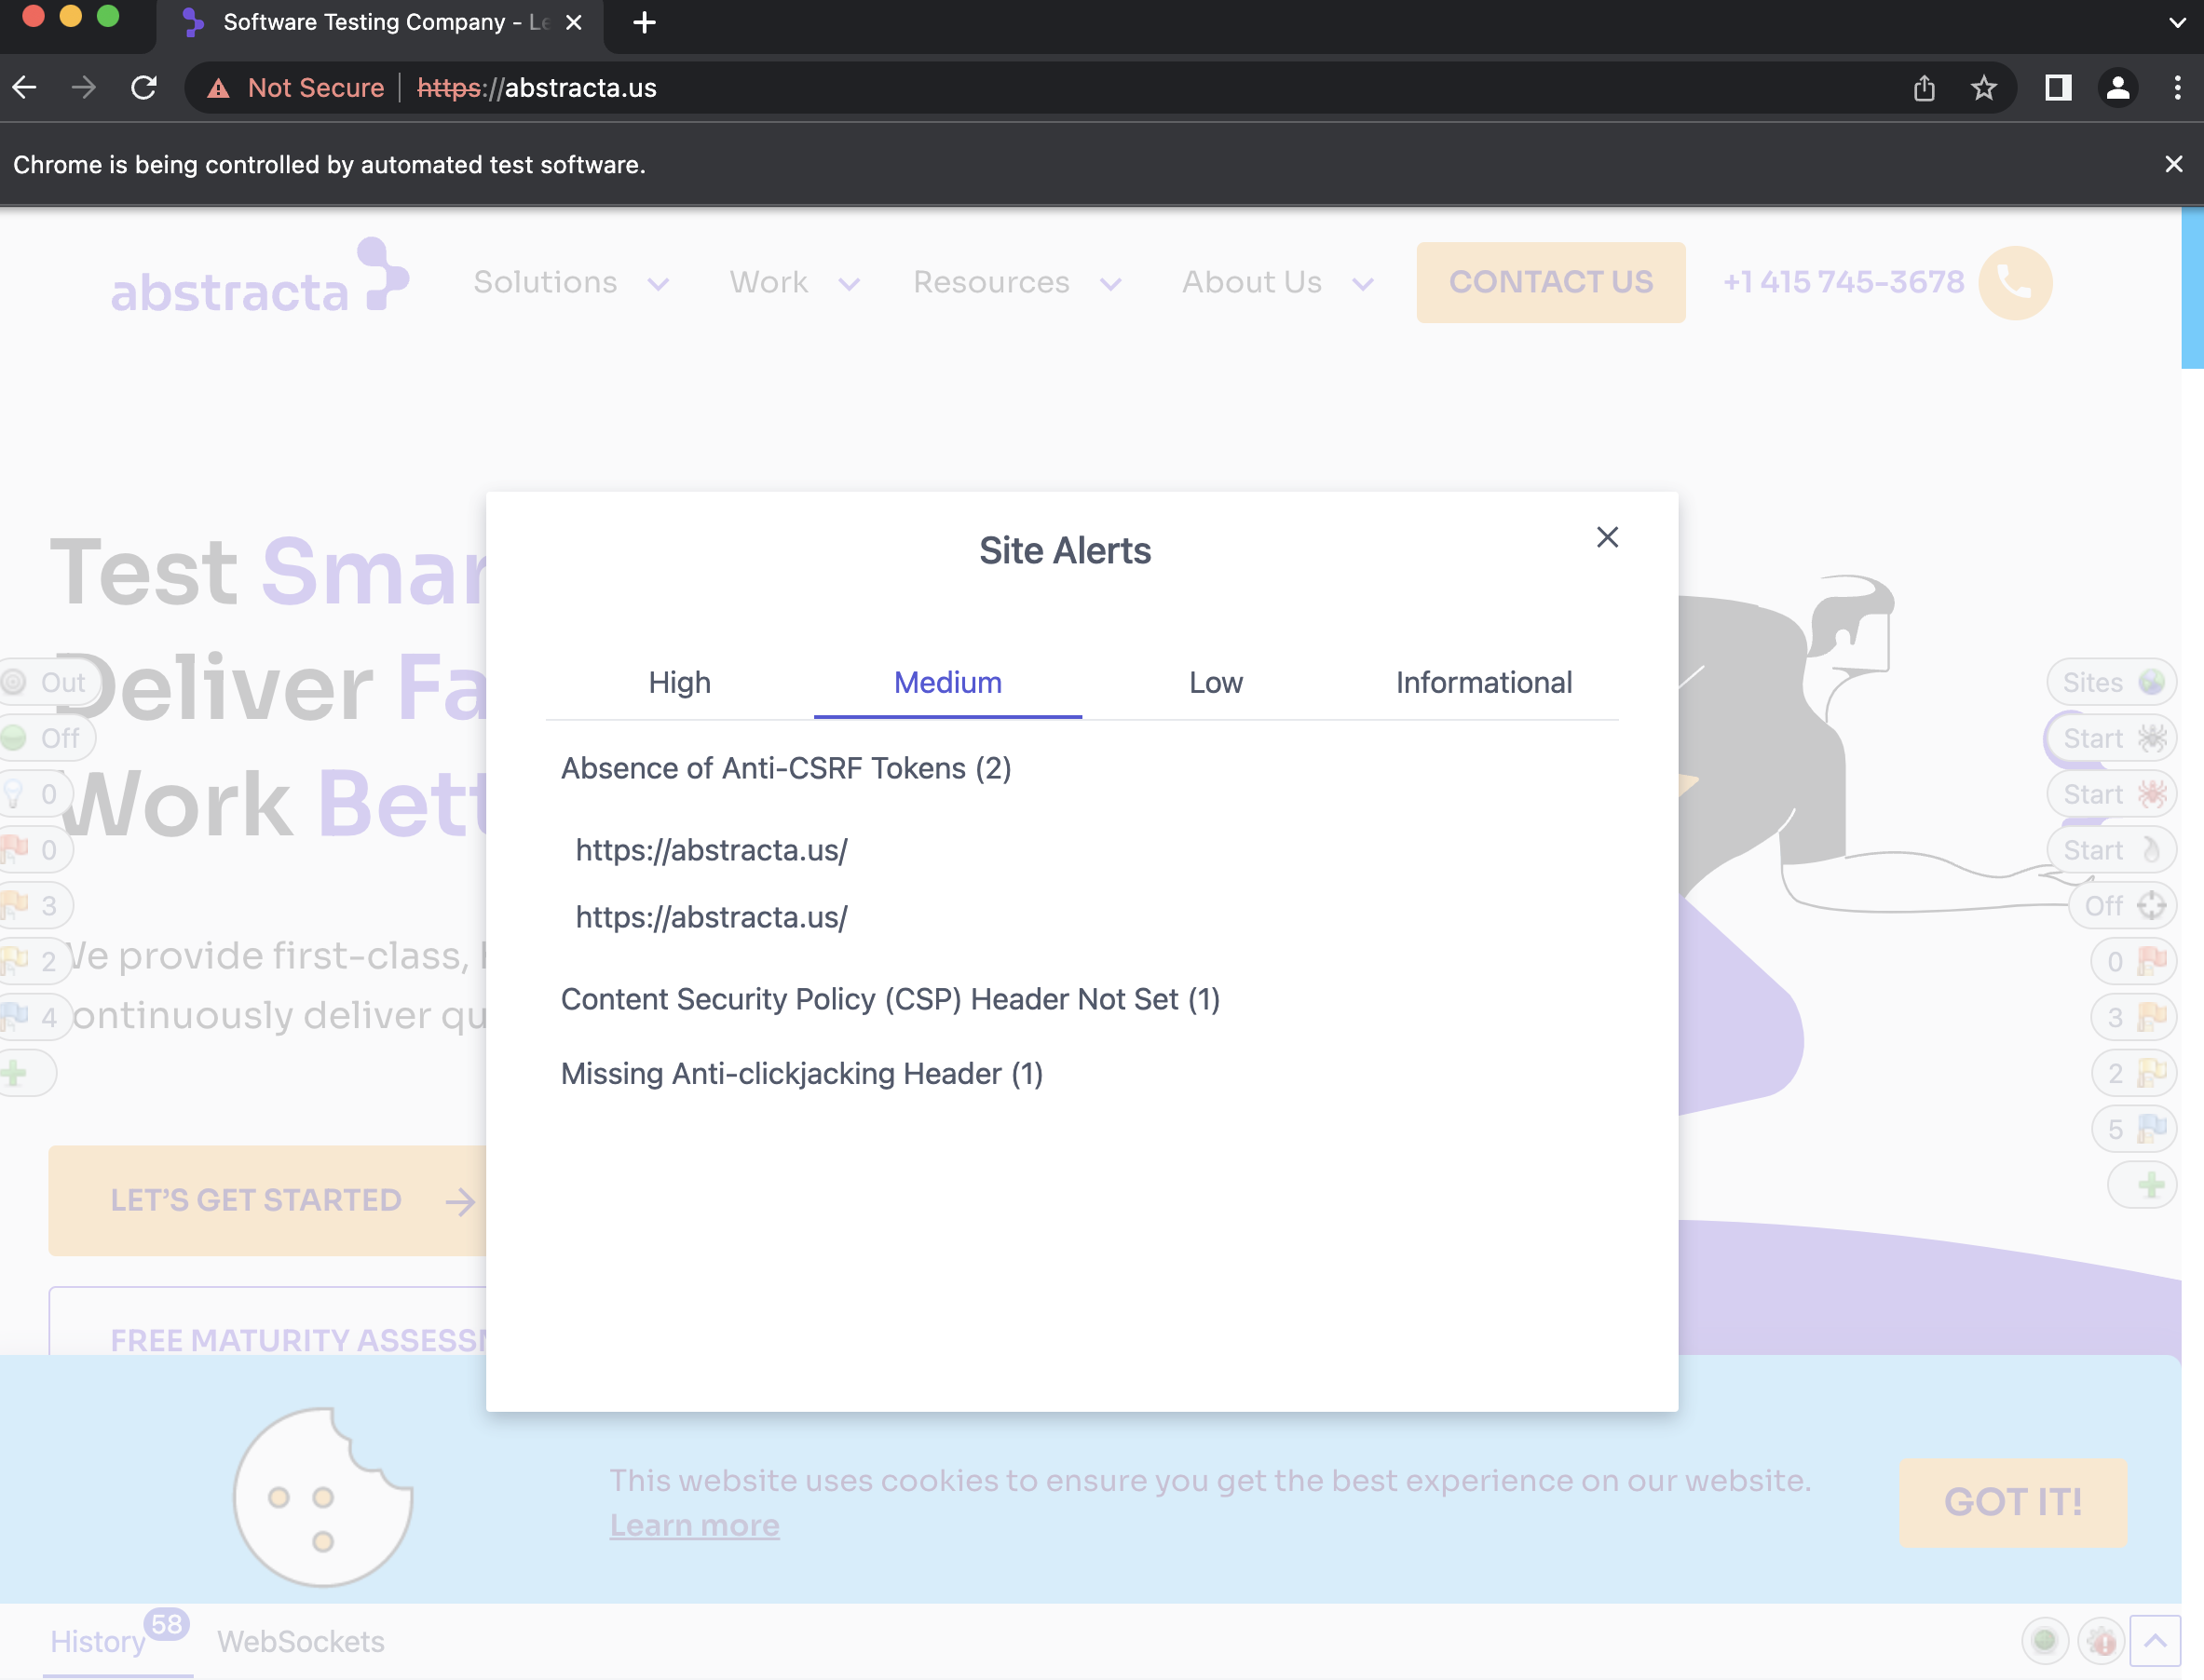 Software Testing Company - Le
Not Secure https://abstracta.us
Chrome is being controlled by automated test software.
abstracta Solutions Work Resources About Us CONTACT US +1 415 745-3678
Site Alerts
High Medium Low Informational
Absence of Anti-CSRF Tokens (2)
https://abstracta.us/
https://abstracta.us/
Content Security Policy (CSP) Header Not Set (1)
Missing Anti-clickjacking Header (1)
Test Smar
Deliver Fa
Work Bett
We provide first-class,
ontinuously deliver qu
Out
Off
0
0
3
2
4
Sites
Start
Start
Start
Off
0
3
2
5
LET'S GET STARTED
FREE MATURITY ASSESSM
This website uses cookies to ensure you get the best experience on our website.
Learn more
GOT IT!
History 58 WebSockets